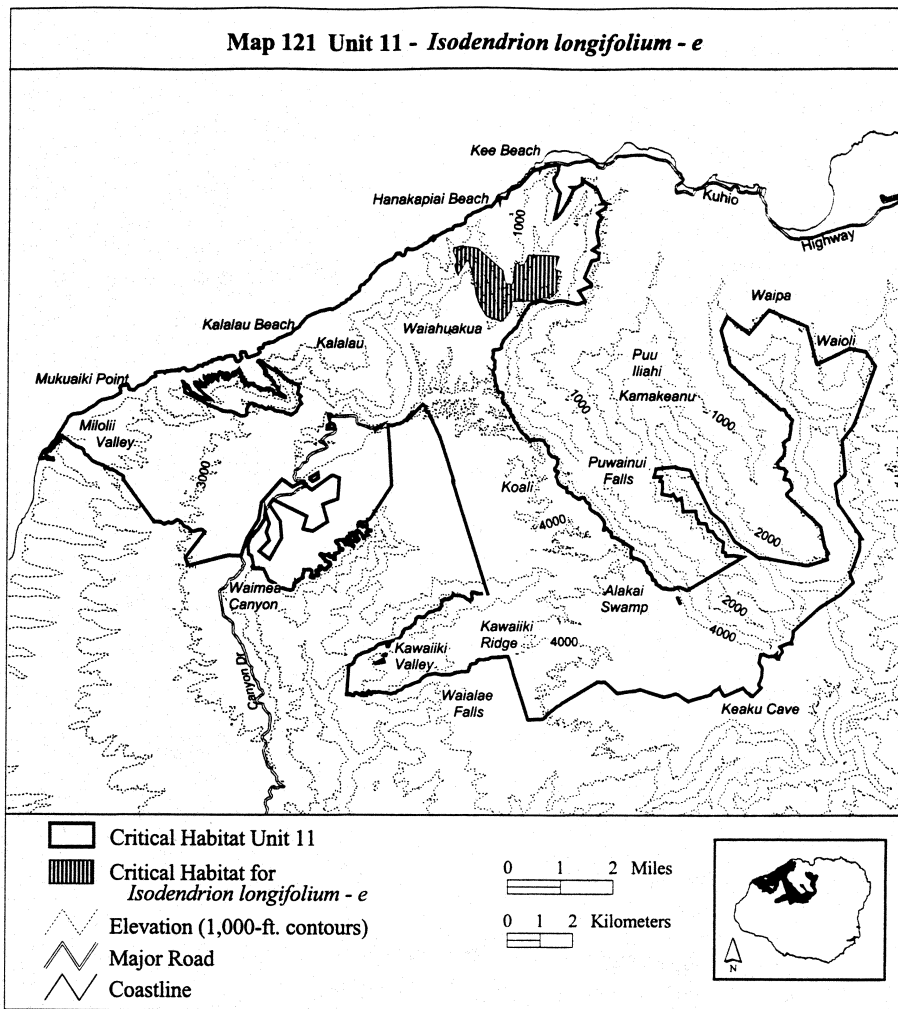 Map 121 Unit 11 - Isodendrion longifolium - e
Kee Beach
Hanakapiai Beach
1000
Kuhio
Highway
Waipa
Kalalau Beach
Kalalau
Waiahuakua
Waioli
Puu
Iliahi
Mukuaiki Point
Kamakeanu
1000
1000
Milolii
Valley
3000
Puwainui
Falls
Koali
4000
2000
Waimea
Canyon
Alakai
Swamp
2000
Kawaiiki
Ridge
4000
4000
Kawaiiki
Valley
Canyon Dr
Waialae
Falls
Keaku Cave
Critical Habitat Unit 11
Critical Habitat for
Isodendrion longifolium - e
Elevation (1,000-ft. contours)
Major Road
Coastline
0 1 2 Miles
0 1 2 Kilometers
N